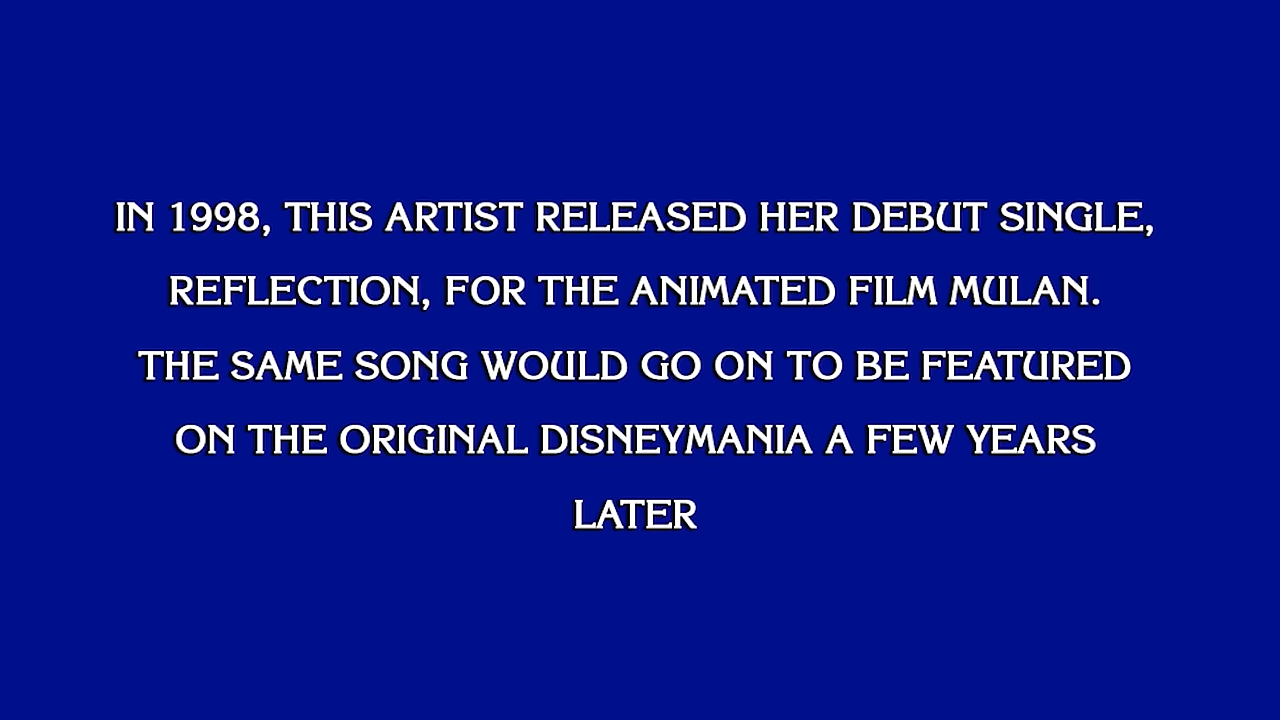 IN 1998, THIS ARTIST RELEASED HER DEBUT SINGLE,
REFLECTION, FOR THE ANIMATED FILM MULAN.
THE SAME SONG WOULD GO ON TO BE FEATURED
ON THE ORIGINAL DISNEYMANIA A FEW YEARS
LATER